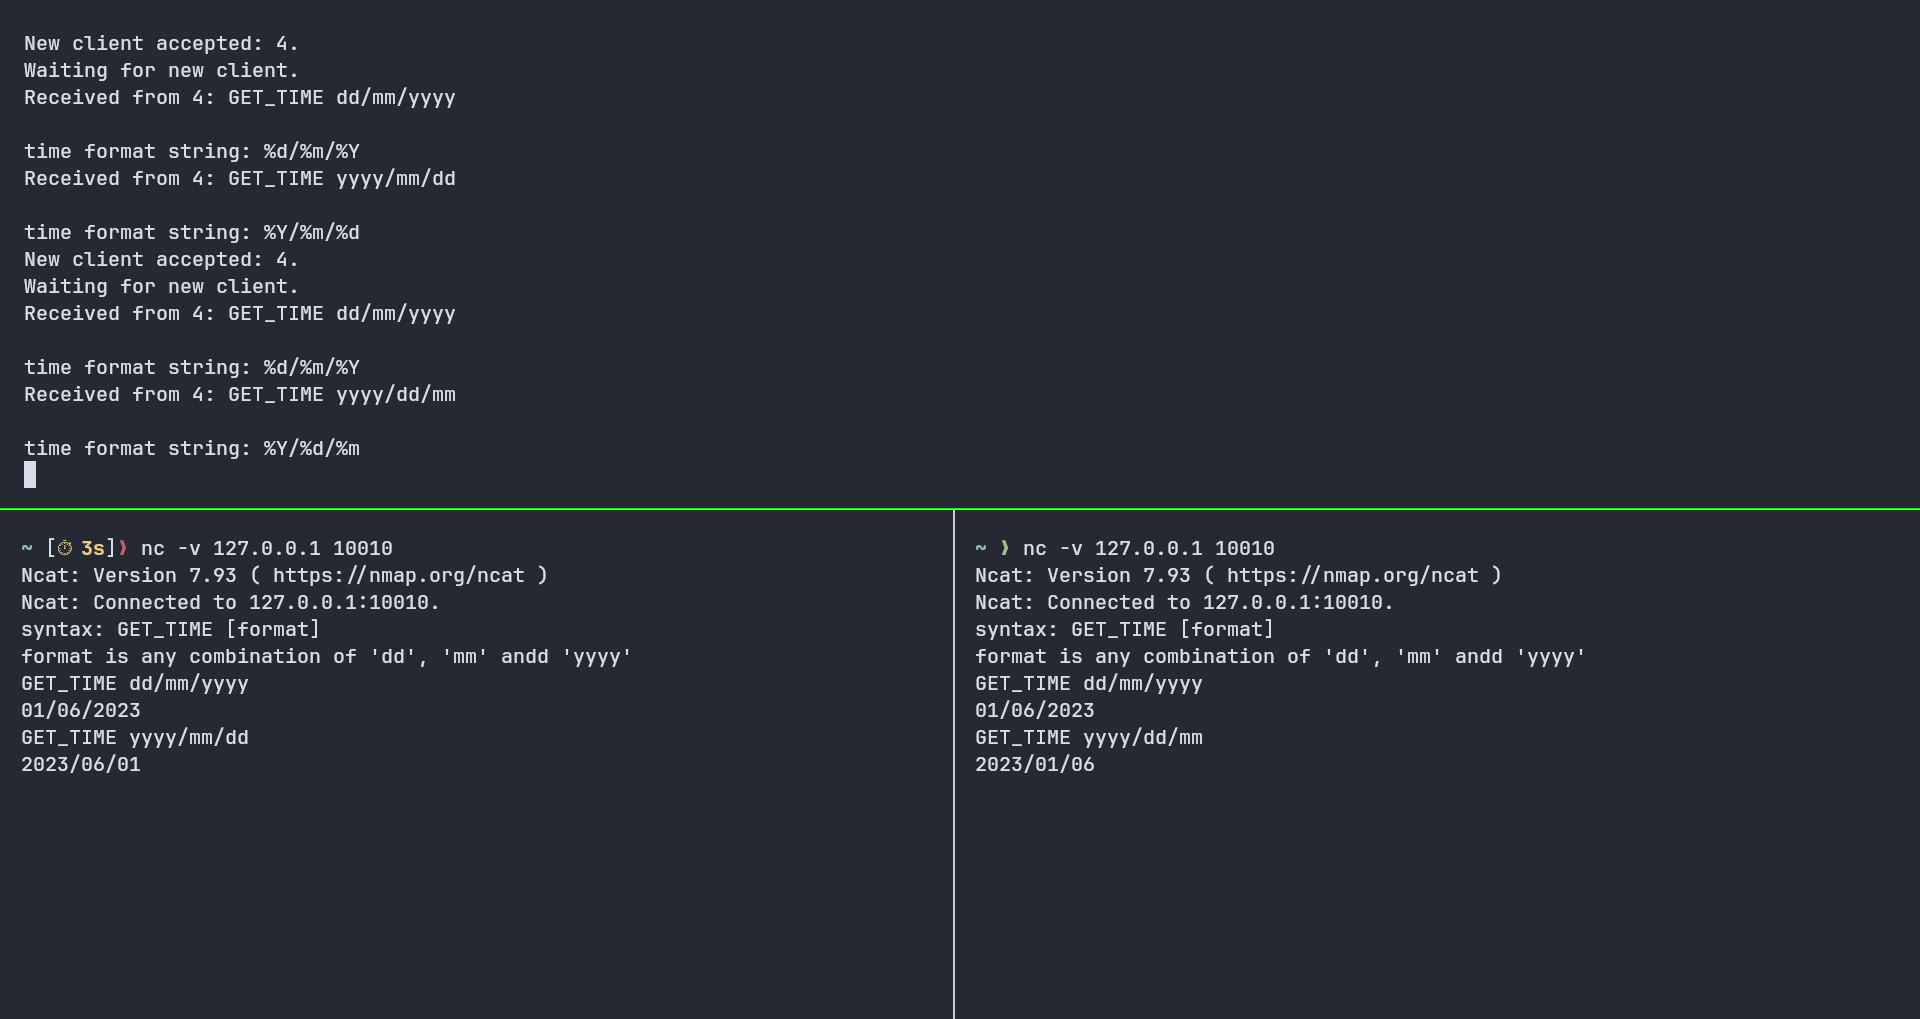 New client accepted: 4.
Waiting for new client.
Received from 4: GET_TIME dd/mm/yyyy

time format string: %d/%m/%Y
Received from 4: GET_TIME yyyy/mm/dd

time format string: %Y/%m/%d
New client accepted: 4.
Waiting for new client.
Received from 4: GET_TIME dd/mm/yyyy

time format string: %d/%m/%Y
Received from 4: GET_TIME yyyy/dd/mm

time format string: %Y/%d/%m

~ [⏱ 3s]❱ nc -v 127.0.0.1 10010
Ncat: Version 7.93 ( https://nmap.org/ncat )
Ncat: Connected to 127.0.0.1:10010.
syntax: GET_TIME [format]
format is any combination of 'dd', 'mm' andd 'yyyy'
GET_TIME dd/mm/yyyy
01/06/2023
GET_TIME yyyy/mm/dd
2023/06/01

~ ❱ nc -v 127.0.0.1 10010
Ncat: Version 7.93 ( https://nmap.org/ncat )
Ncat: Connected to 127.0.0.1:10010.
syntax: GET_TIME [format]
format is any combination of 'dd', 'mm' andd 'yyyy'
GET_TIME dd/mm/yyyy
01/06/2023
GET_TIME yyyy/dd/mm
2023/01/06